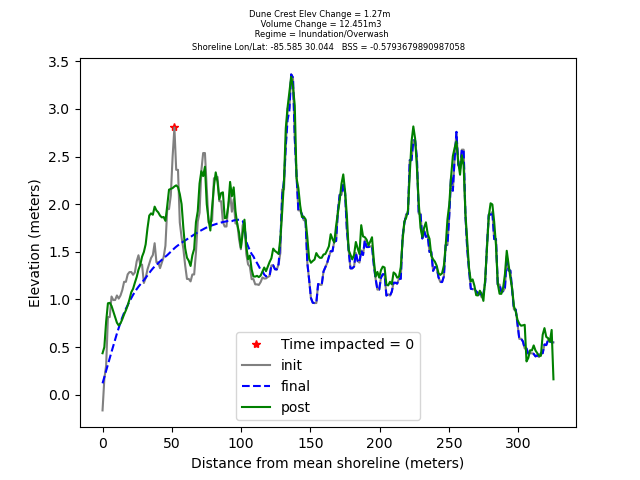 Dune Crest Elev Change = 1.27m
Volume Change = 12.451m3
Regime = Inundation/Overwash
Shoreline Lon/Lat: -85.585 30.044 BSS = -0.5793679890987058
3.5
3.0
2.5
2.0
1.5
1.0
0.5
0.0
Elevation (meters)
Time impacted = 0
init
final
post
0 50 100 150 200 250 300
Distance from mean shoreline (meters)